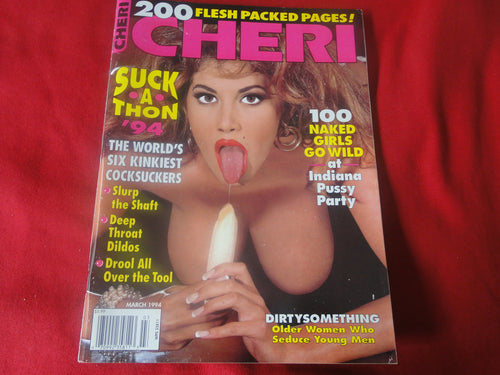 200 FLESH PACKED PAGES!
CHERI
CHERI
SUCK
-A-
THON
'94
THE WORLD'S
SIX KINKIEST
COCKSUCKERS
Slurp
the Shaft
Deep
Throat
Dildos
Drool All
Over the Tool
100
NAKED
GIRLS
GO WILD
at
Indiana
Pussy
Party
MARCH 1994
DIRTYSOMETHING
Older Women Who
Seduce Young Men